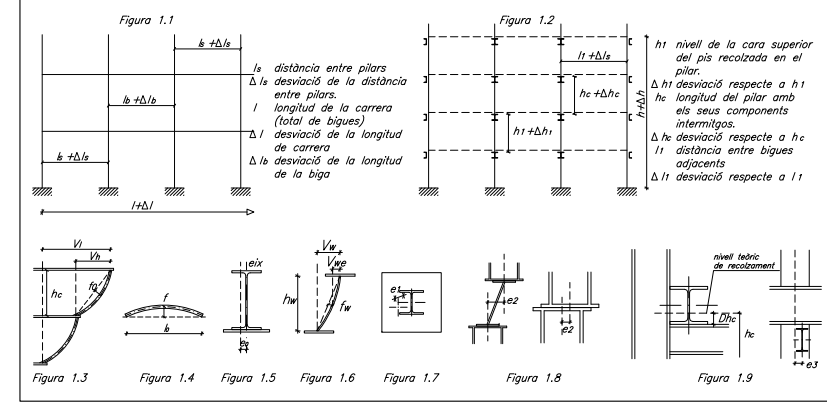 Figura 1.1
ls +Δls
lb +Δlb
ls +Δls
l+Δl
ls distància entre pilars
Δ ls desviació de la distància
entre pilars.
l longitud de la carrera
(total de bigues)
Δ l desviació de la longitud
de carrera
Δ lb desviació de la longitud
de la biga
Figura 1.2
l1 +Δls
hc +Δhc
h1 +Δh1
h+Δh
h1 nivell de la cara superior
del pis recolzada en el
pilar.
Δ h1 desviació respecte a h1
hc longitud del pilar amb
els seus components
intermitgos.
Δ hc desviació respecte a hc
l1 distància entre bigues
adjacents
Δ l1 desviació respecte a l1
Vi
Vh
hc
Figura 1.3
f
lb
Figura 1.4
eix
Figura 1.5
Vw
Vwe
hw
fw
Figura 1.6
e1
Figura 1.7
e2
e2
Figura 1.8
nivell teòric
de recolzament
Dhc
hc
e3
Figura 1.9